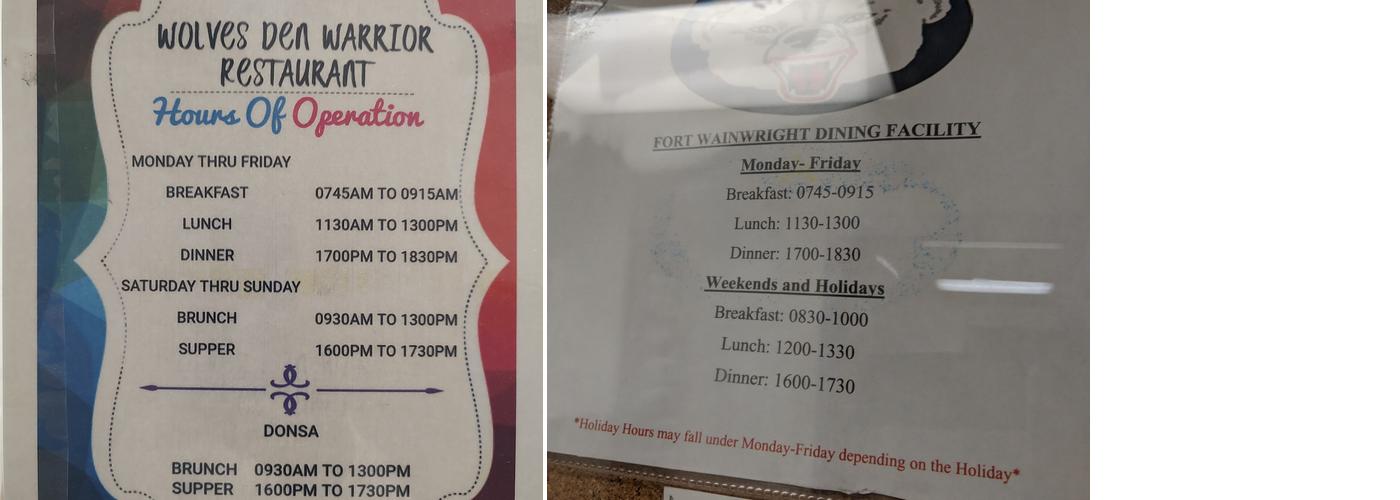 WOLVES DEN WARRIOR
RESTAURANT
Hours Of Operation
MONDAY THRU FRIDAY
BREAKFAST 0745AM TO 0915AM
LUNCH 1130AM TO 1300PM
DINNER 1700PM TO 1830PM
SATURDAY THRU SUNDAY
BRUNCH 0930AM TO 1300PM
SUPPER 1600PM TO 1730PM
DONSA
BRUNCH 0930AM TO 1300PM
SUPPER 1600PM TO 1730PM
FORT WAINWRIGHT DINING FACILITY
Monday- Friday
Breakfast: 0745-0915
Lunch: 1130-1300
Dinner: 1700-1830
Weekends and Holidays
Breakfast: 0830-1000
Lunch: 1200-1330
Dinner: 1600-1730
*Holiday Hours may fall under Monday-Friday depending on the Holiday*